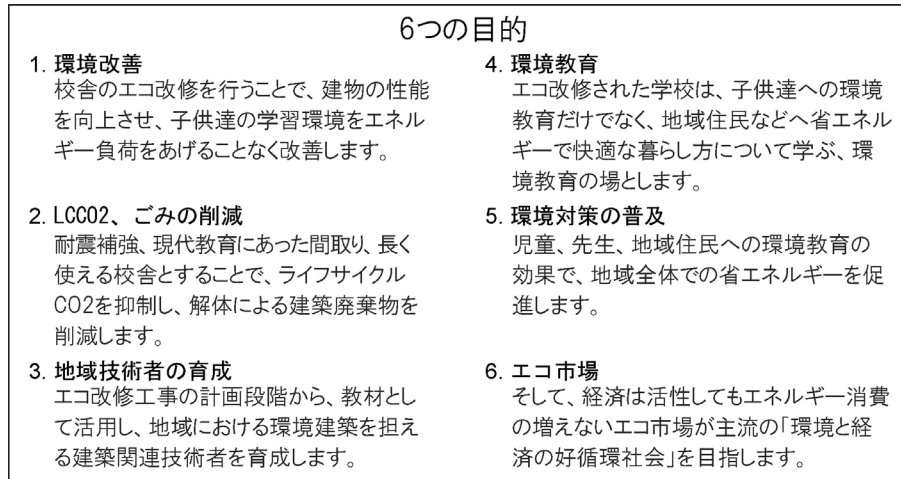 6つの目的
1. 環境改善
校舎のエコ改修を行うことで、建物の性能
を向上させ、子供達の学習環境をエネル
ギー負荷をあげることなく改善します。
2. LCCO2、ごみの削減
耐震補強、現代教育にあった間取り、長く
使える校舎とすることで、ライフサイクル
CO2を抑制し、解体による建築廃棄物を
削減します。
3. 地域技術者の育成
エコ改修工事の計画段階から、教材とし
て活用し、地域における環境建築を担え
る建築関連技術者を育成します。
4. 環境教育
エコ改修された学校は、子供達への環境
教育だけでなく、地域住民などへ省エネル
ギーで快適な暮らし方について学ぶ、環
境教育の場とします。
5. 環境対策の普及
児童、先生、地域住民への環境教育の
効果で、地域全体での省エネルギーを促
進します。
6. エコ市場
そして、経済は活性してもエネルギー消費
の増えないエコ市場が主流の「環境と経
済の好循環社会」を目指します。